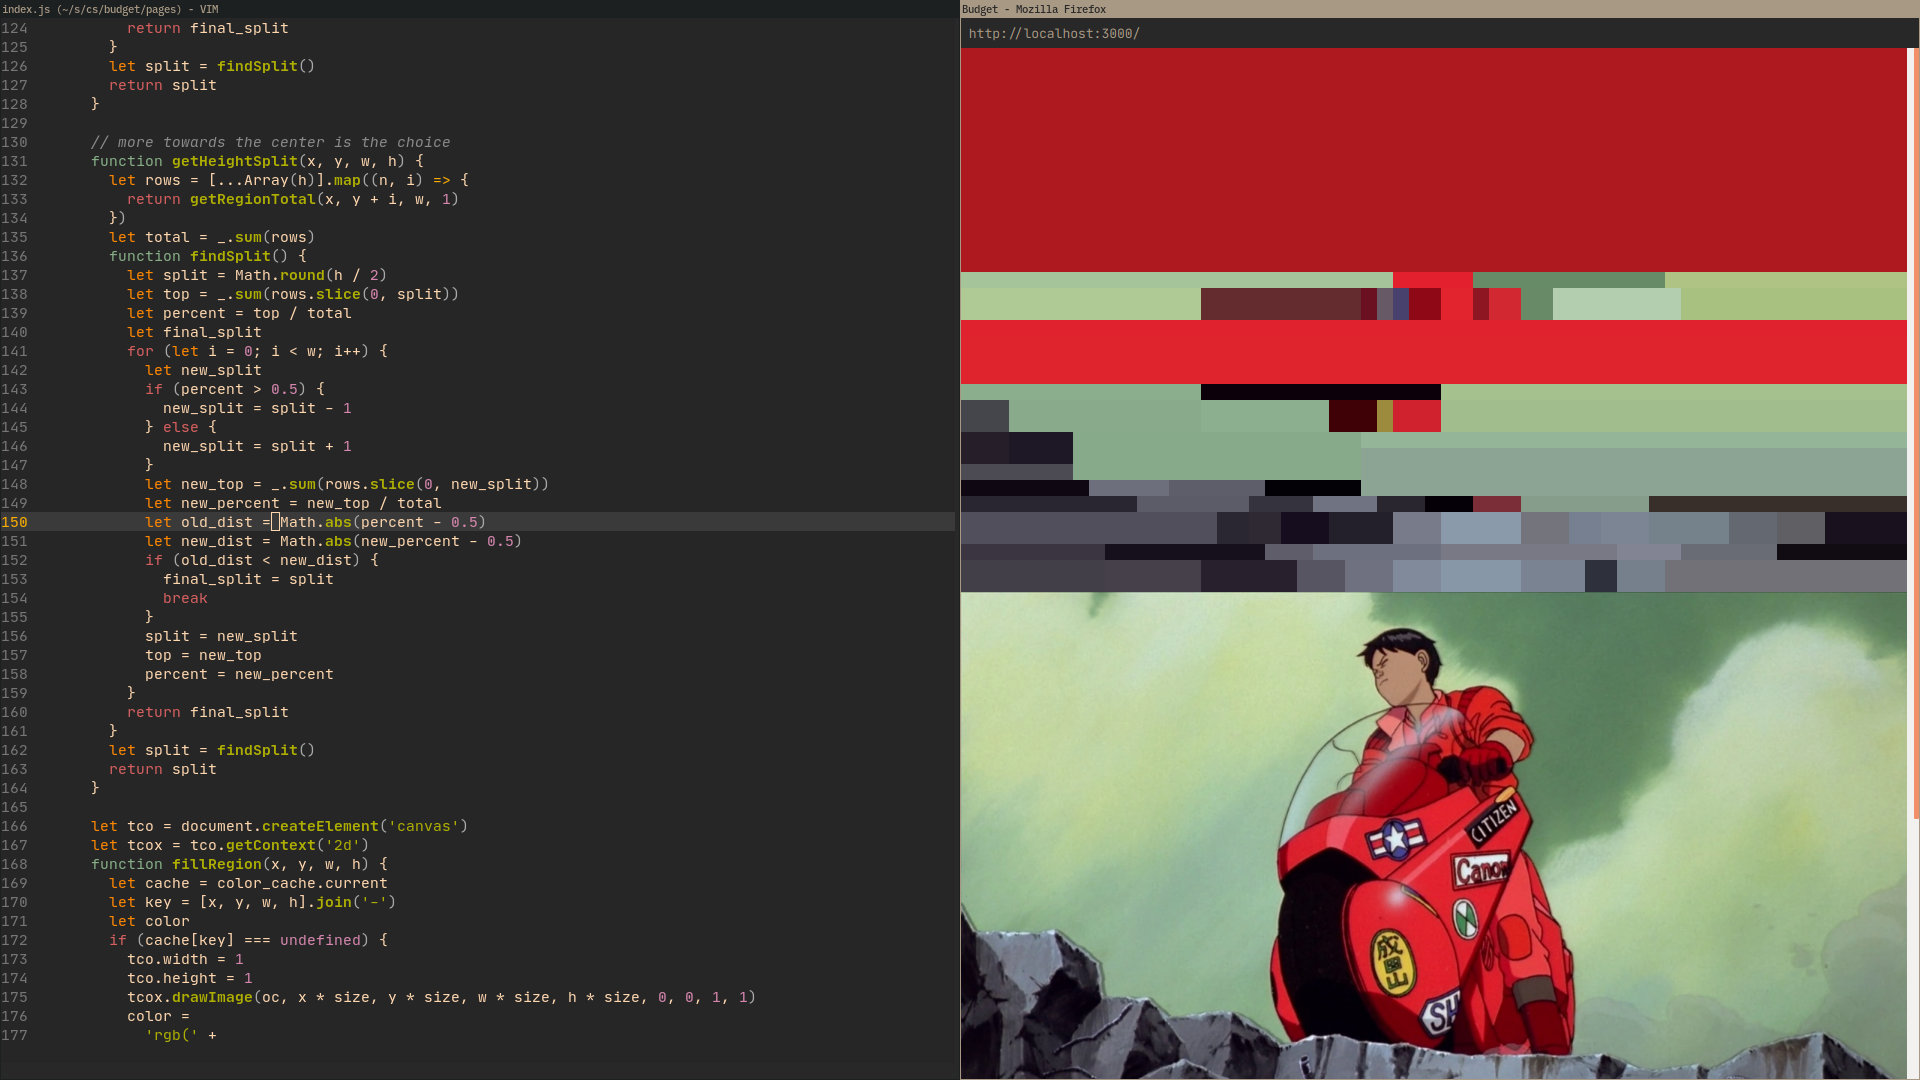 index.js (~/s/cs/budget/pages) - VIM
124 return final_split
125 }
126 let split = findSplit()
127 return split
128 }
129
130 // more towards the center is the choice
131 function getHeightSplit(x, y, w, h) {
132 let rows = [...Array(h)].map((n, i) => {
133 return getRegionTotal(x, y + i, w, 1)
134 })
135 let total = _.sum(rows)
136 function findSplit() {
137 let split = Math.round(h / 2)
138 let top = _.sum(rows.slice(0, split))
139 let percent = top / total
140 let final_split
141 for (let i = 0; i < w; i++) {
142 let new_split
143 if (percent > 0.5) {
144 new_split = split - 1
145 } else {
146 new_split = split + 1
147 }
148 let new_top = _.sum(rows.slice(0, new_split))
149 let new_percent = new_top / total
150 let old_dist = Math.abs(percent - 0.5)
151 let new_dist = Math.abs(new_percent - 0.5)
152 if (old_dist < new_dist) {
153 final_split = split
154 break
155 }
156 split = new_split
157 top = new_top
158 percent = new_percent
159 }
160 return final_split
161 }
162 let split = findSplit()
163 return split
164 }
165
166 let tco = document.createElement('canvas')
167 let tcox = tco.getContext('2d')
168 function fillRegion(x, y, w, h) {
169 let cache = color_cache.current
170 let key = [x, y, w, h].join('-')
171 let color
172 if (cache[key] === undefined) {
173 tco.width = 1
174 tco.height = 1
175 tcox.drawImage(oc, x * size, y * size, w * size, h * size, 0, 0, 1, 1)
176 color =
177 'rgb(' +
Budget - Mozilla Firefox
http://localhost:3000/
CITIZEN
Canon
SH